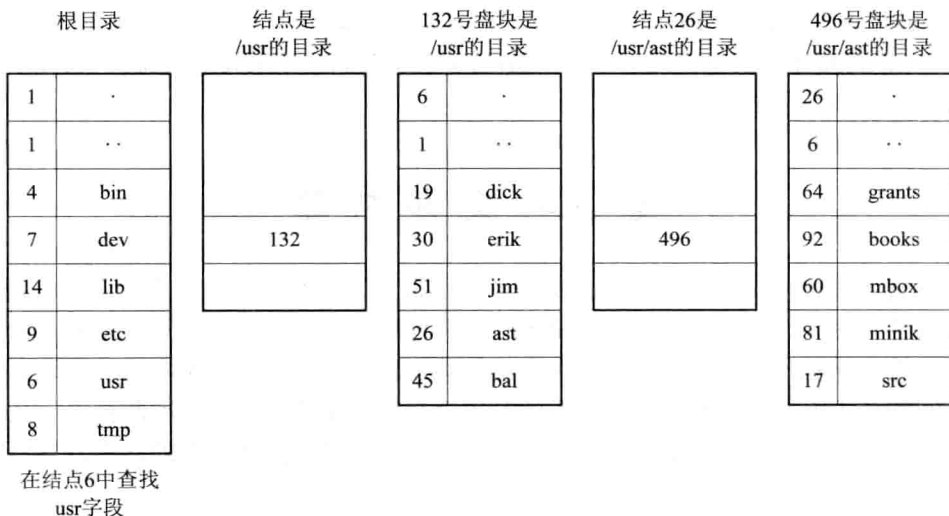 根目录
1 ·
1 ··
4 bin
7 dev
14 lib
9 etc
6 usr
8 tmp
在结点6中查找
usr字段
结点是
/usr的目录
132
132号盘块是
/usr的目录
6 ·
1 ··
19 dick
30 erik
51 jim
26 ast
45 bal
结点26是
/usr/ast的目录
496
496号盘块是
/usr/ast的目录
26 ·
6 ··
64 grants
92 books
60 mbox
81 minik
17 src